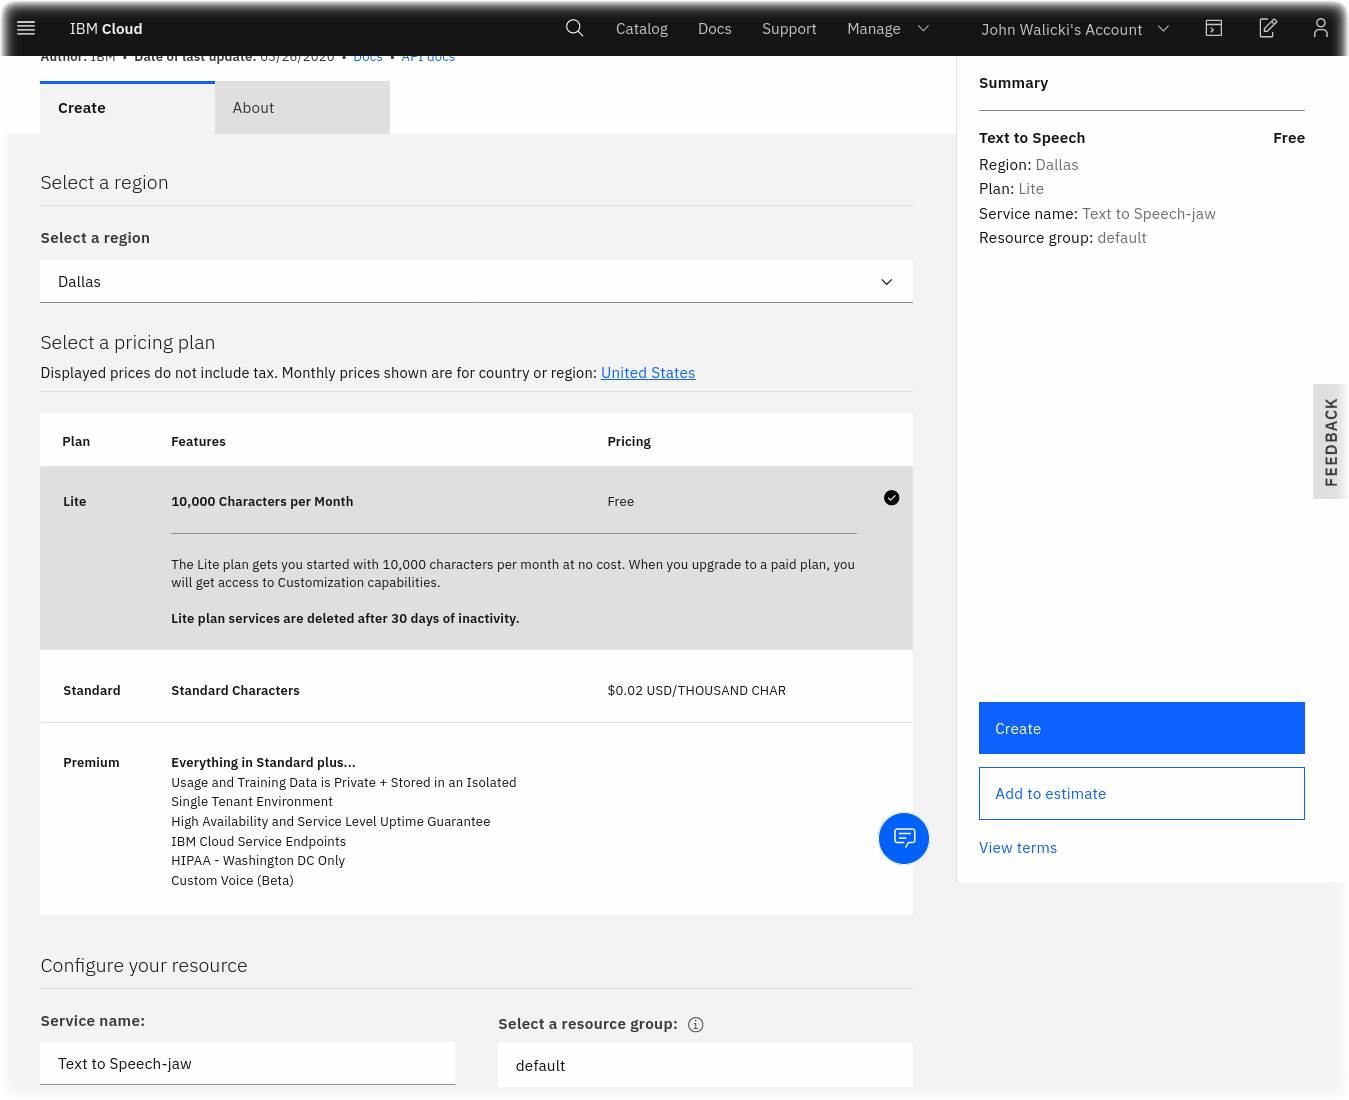 IBM Cloud
Catalog
Docs
Support
Manage
John Walicki's Account
Author: IBM • Date of last update: 03/26/2020 • Docs • API docs
Create
About
Select a region
Select a region
Dallas
Select a pricing plan
Displayed prices do not include tax. Monthly prices shown are for country or region: United States
Plan Features Pricing
Lite 10,000 Characters per Month Free
The Lite plan gets you started with 10,000 characters per month at no cost. When you upgrade to a paid plan, you
will get access to Customization capabilities.
Lite plan services are deleted after 30 days of inactivity.
Standard Standard Characters $0.02 USD/THOUSAND CHAR
Premium Everything in Standard plus...
Usage and Training Data is Private + Stored in an Isolated
Single Tenant Environment
High Availability and Service Level Uptime Guarantee
IBM Cloud Service Endpoints
HIPAA - Washington DC Only
Custom Voice (Beta)
Configure your resource
Service name:
Text to Speech-jaw
Select a resource group:
default
Summary
Text to Speech Free
Region: Dallas
Plan: Lite
Service name: Text to Speech-jaw
Resource group: default
FEEDBACK
Create
Add to estimate
View terms